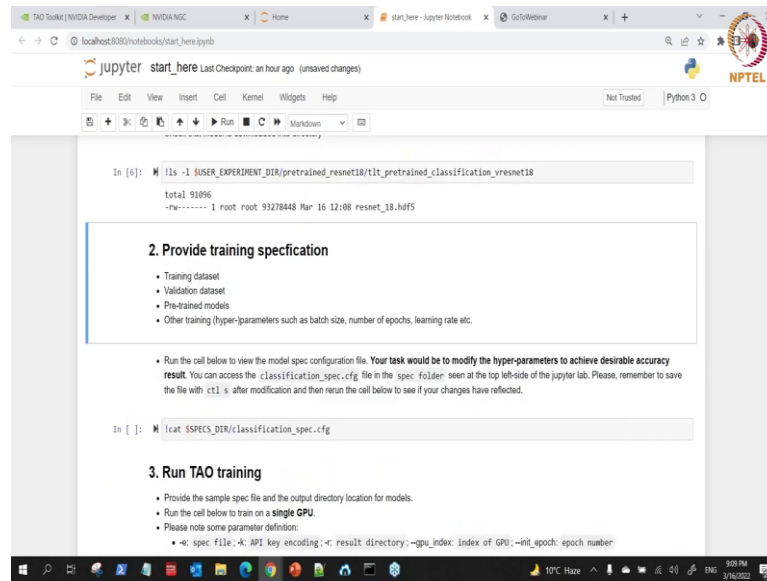 TAO Toolkit | NVIDIA Developer
NVIDIA NGC
Home
start_here - Jupyter Notebook
GoToWebinar
localhost:8080/notebooks/start_here.ipynb
NPTEL
jupyter start_here Last Checkpoint: an hour ago (unsaved changes)
File Edit View Insert Cell Kernel Widgets Help
Not Trusted
Python 3
Run
Markdown
In [6]: !ls -l $USER_EXPERIMENT_DIR/pretrained_resnet18/tlt_pretrained_classification_vresnet18
total 91096
-rw------- 1 root root 93278448 Mar 16 12:08 resnet_18.hdf5
2. Provide training specfication
• Training dataset
• Validation dataset
• Pre-trained models
• Other training (hyper-)parameters such as batch size, number of epochs, learning rate etc.
• Run the cell below to view the model spec configuration file. Your task would be to modify the hyper-parameters to achieve desirable accuracy
result. You can access the classification_spec.cfg file in the spec folder seen at the top left-side of the jupyter lab. Please, remember to save
the file with ctl s after modification and then rerun the cell below to see if your changes have reflected.
In [ ]: !cat $SPECS_DIR/classification_spec.cfg
3. Run TAO training
• Provide the sample spec file and the output directory location for models.
• Run the cell below to train on a single GPU.
• Please note some parameter definition:
• -e: spec file; -k: API key encoding; -r: result directory; --gpu_index: index of GPU; --init_epoch: epoch number
10°C Haze
ENG
9:09 PM
3/16/2022